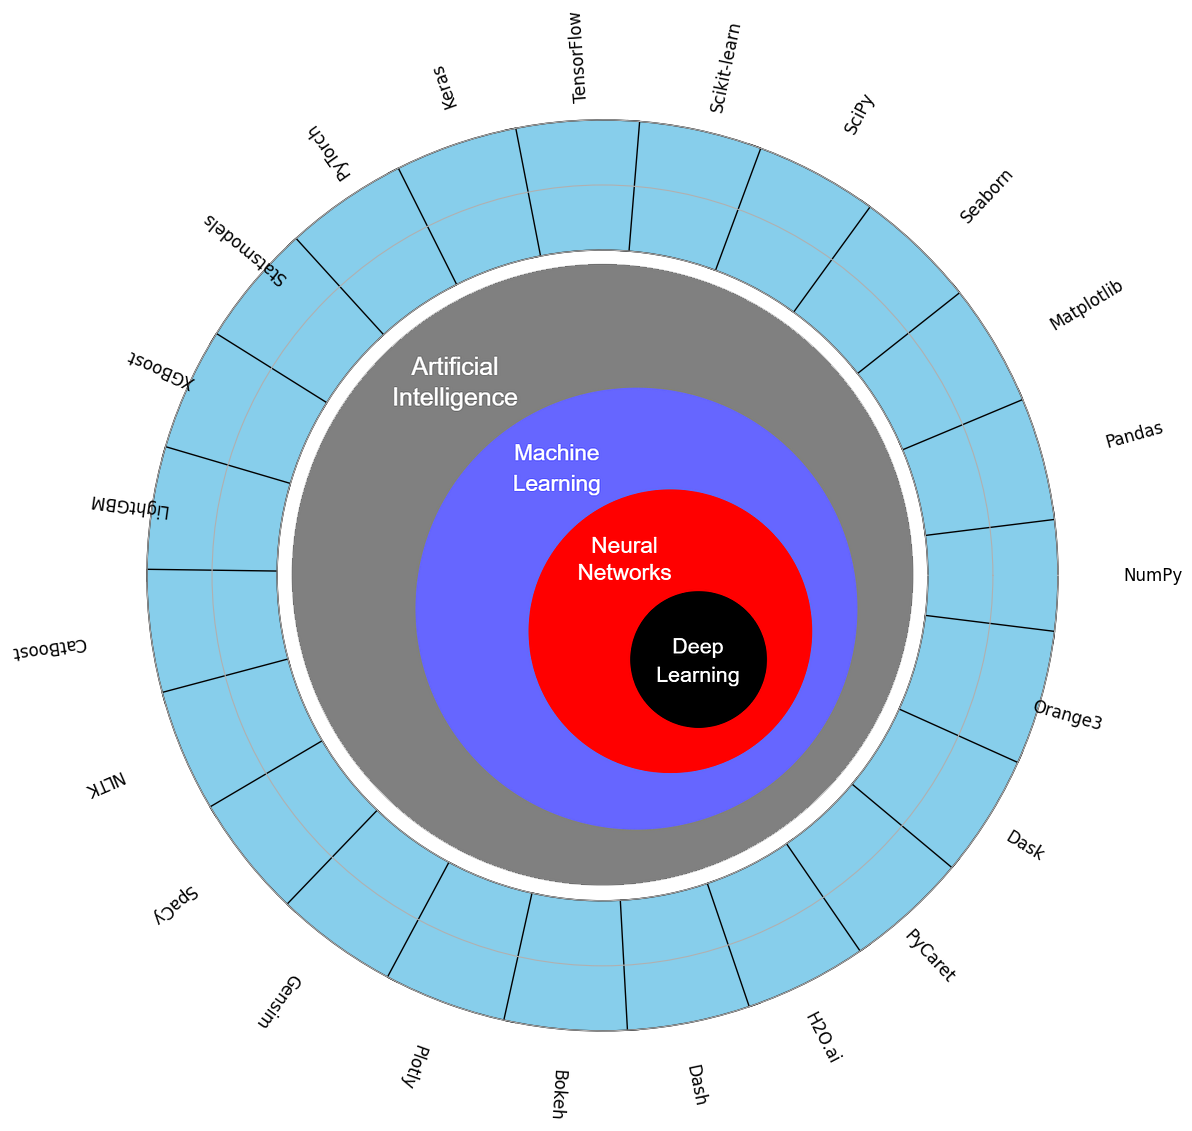 TensorFlow
Scikit-learn
SciPy
Seaborn
Matplotlib
Pandas
NumPy
Orange3
Dask
PyCaret
H2O.ai
Dash
Bokeh
Plotly
Gensim
SpaCy
NLTK
CatBoost
LightGBM
XGBoost
Statsmodels
PyTorch
Keras
Artificial
Intelligence
Machine
Learning
Neural
Networks
Deep
Learning